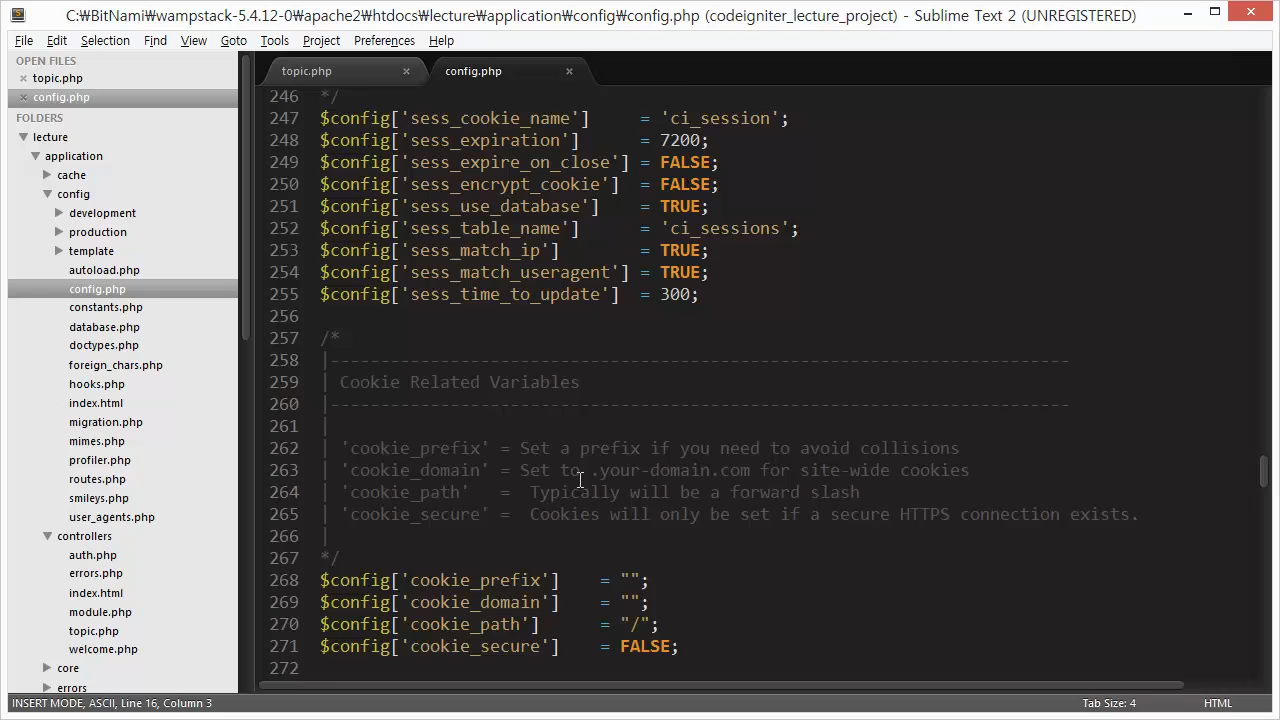 C:₩BitNami₩wampstack-5.4.12-0₩apache2₩htdocs₩lecture₩application₩config₩config.php (codeigniter_lecture_project) - Sublime Text 2 (UNREGISTERED)
File Edit Selection Find View Goto Tools Project Preferences Help
OPEN FILES
topic.php
config.php
FOLDERS
lecture
application
cache
config
development
production
template
autoload.php
config.php
constants.php
database.php
doctypes.php
foreign_chars.php
hooks.php
index.html
migration.php
mimes.php
profiler.php
routes.php
smileys.php
user_agents.php
controllers
auth.php
errors.php
index.html
module.php
topic.php
welcome.php
core
errors
topic.php config.php
246 */
247 $config['sess_cookie_name']     = 'ci_session';
248 $config['sess_expiration']      = 7200;
249 $config['sess_expire_on_close'] = FALSE;
250 $config['sess_encrypt_cookie']  = FALSE;
251 $config['sess_use_database']    = TRUE;
252 $config['sess_table_name']      = 'ci_sessions';
253 $config['sess_match_ip']        = TRUE;
254 $config['sess_match_useragent'] = TRUE;
255 $config['sess_time_to_update']  = 300;
256
257 /*
258 |--------------------------------------------------------------------------
259 | Cookie Related Variables
260 |--------------------------------------------------------------------------
261 |
262 | 'cookie_prefix' = Set a prefix if you need to avoid collisions
263 | 'cookie_domain' = Set to .your-domain.com for site-wide cookies
264 | 'cookie_path'   =  Typically will be a forward slash
265 | 'cookie_secure' =  Cookies will only be set if a secure HTTPS connection exists.
266 |
267 */
268 $config['cookie_prefix']    = "";
269 $config['cookie_domain']    = "";
270 $config['cookie_path']      = "/";
271 $config['cookie_secure']    = FALSE;
272
INSERT MODE, ASCII, Line 16, Column 3 Tab Size: 4 HTML